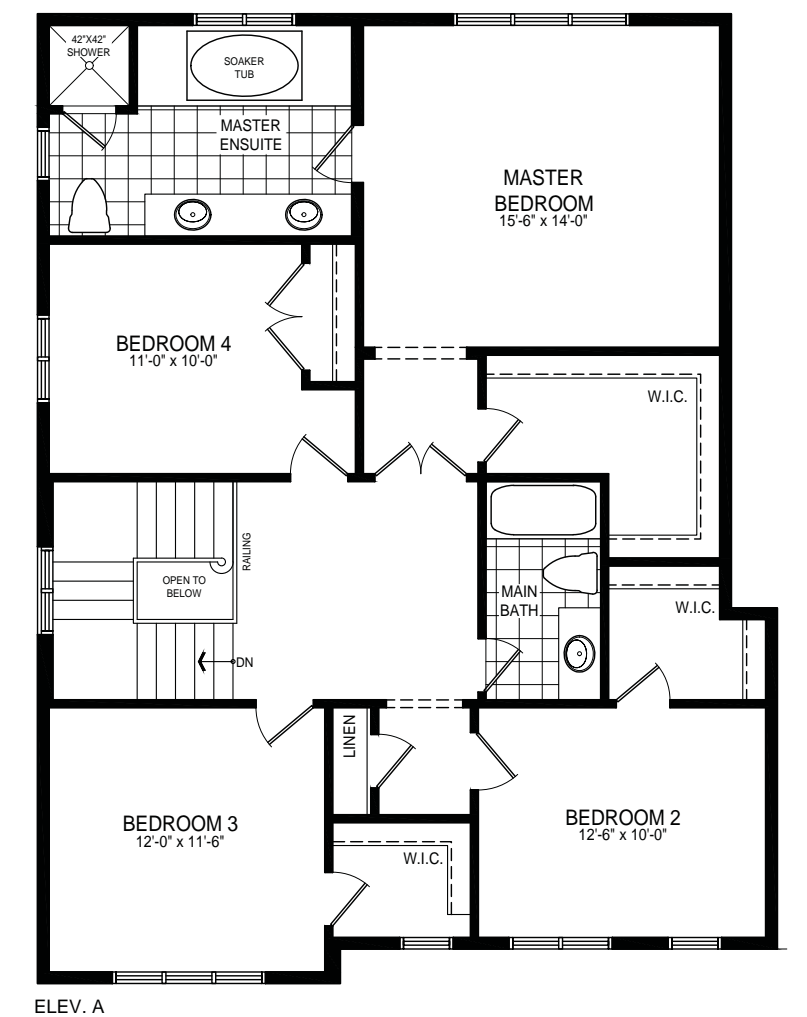 42"X42"
SHOWER
SOAKER
TUB
MASTER
ENSUITE
MASTER
BEDROOM
15'-6" x 14'-0"
BEDROOM 4
11'-0" x 10'-0"
W.I.C.
RAILING
OPEN TO
BELOW
MAIN
BATH
W.I.C.
DN
LINEN
BEDROOM 3
12'-0" x 11'-6"
BEDROOM 2
12'-6" x 10'-0"
W.I.C.
ELEV. A